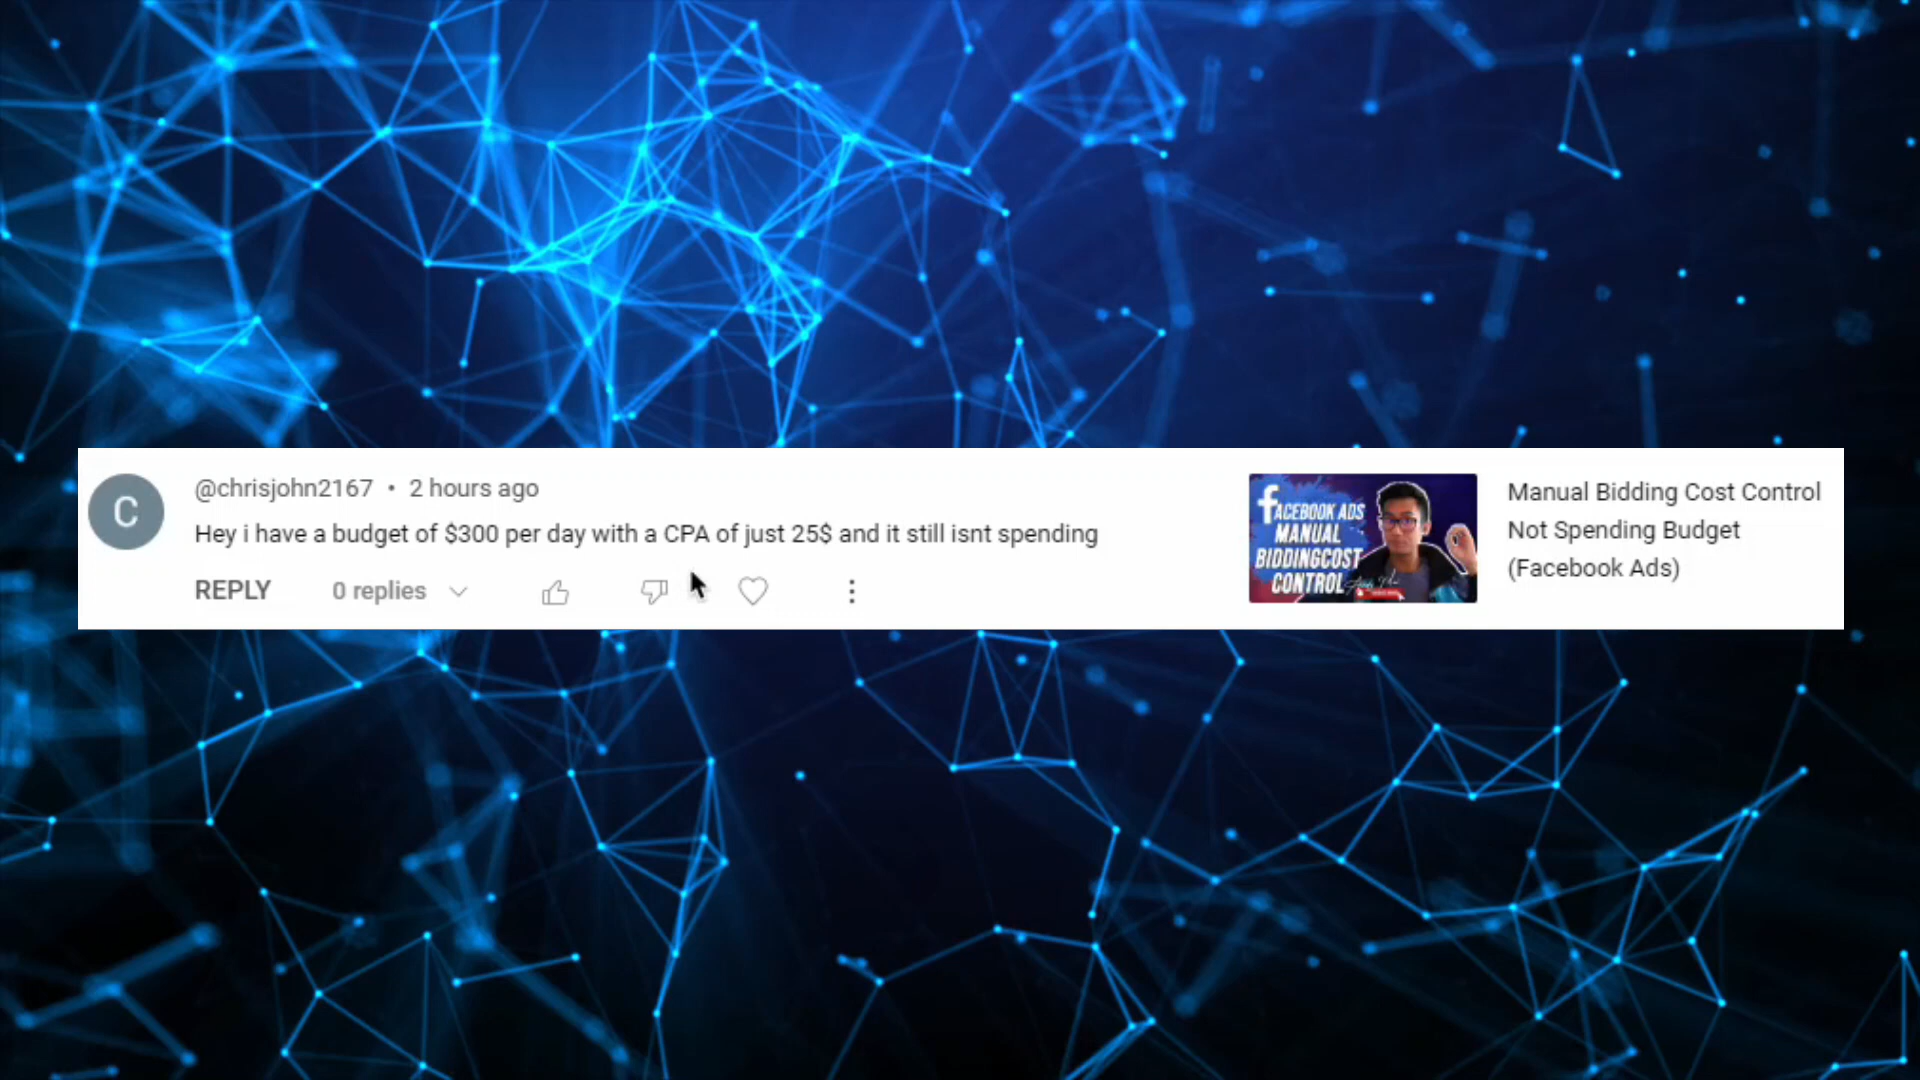 C
@chrisjohn2167 • 2 hours ago
Hey i have a budget of $300 per day with a CPA of just 25$ and it still isnt spending
REPLY 0 replies
FACEBOOK ADS
MANUAL
BIDDINGCOST
CONTROL
Manual Bidding Cost Control
Not Spending Budget
(Facebook Ads)